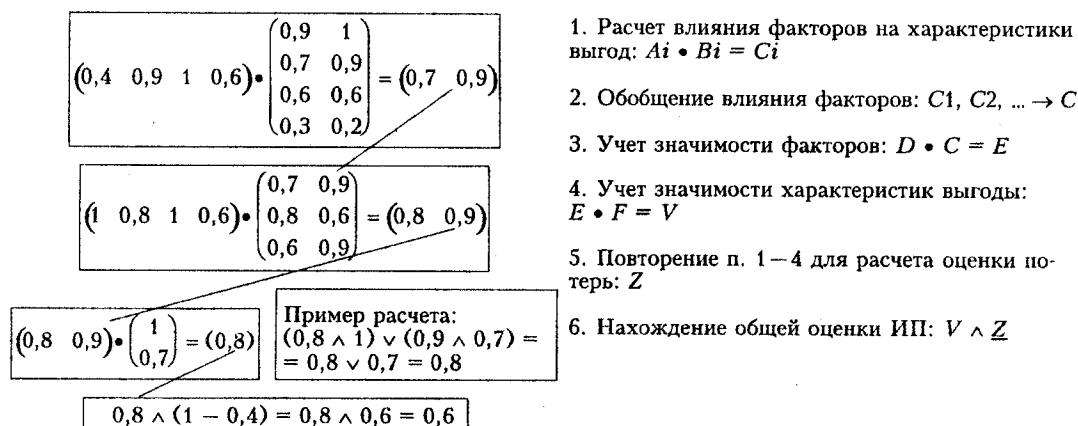 (0,4 0,9 1 0,6)•
0,9 1
0,7 0,9
0,6 0,6
0,3 0,2
= (0,7 0,9)
(1 0,8 1 0,6)•
0,7 0,9
0,8 0,6
0,6 0,9
= (0,8 0,9)
(0,8 0,9)•
1
0,7
= (0,8)
Пример расчета:
(0,8 ∧ 1) ∨ (0,9 ∧ 0,7) =
= 0,8 ∨ 0,7 = 0,8
0,8 ∧ (1 − 0,4) = 0,8 ∧ 0,6 = 0,6
1. Расчет влияния факторов на характеристики
выгод: Ai • Bi = Ci
2. Обобщение влияния факторов: C1, C2, ... → C
3. Учет значимости факторов: D • C = E
4. Учет значимости характеристик выгоды:
E • F = V
5. Повторение п. 1−4 для расчета оценки по-
терь: Z
6. Нахождение общей оценки ИП: V ∧ Z